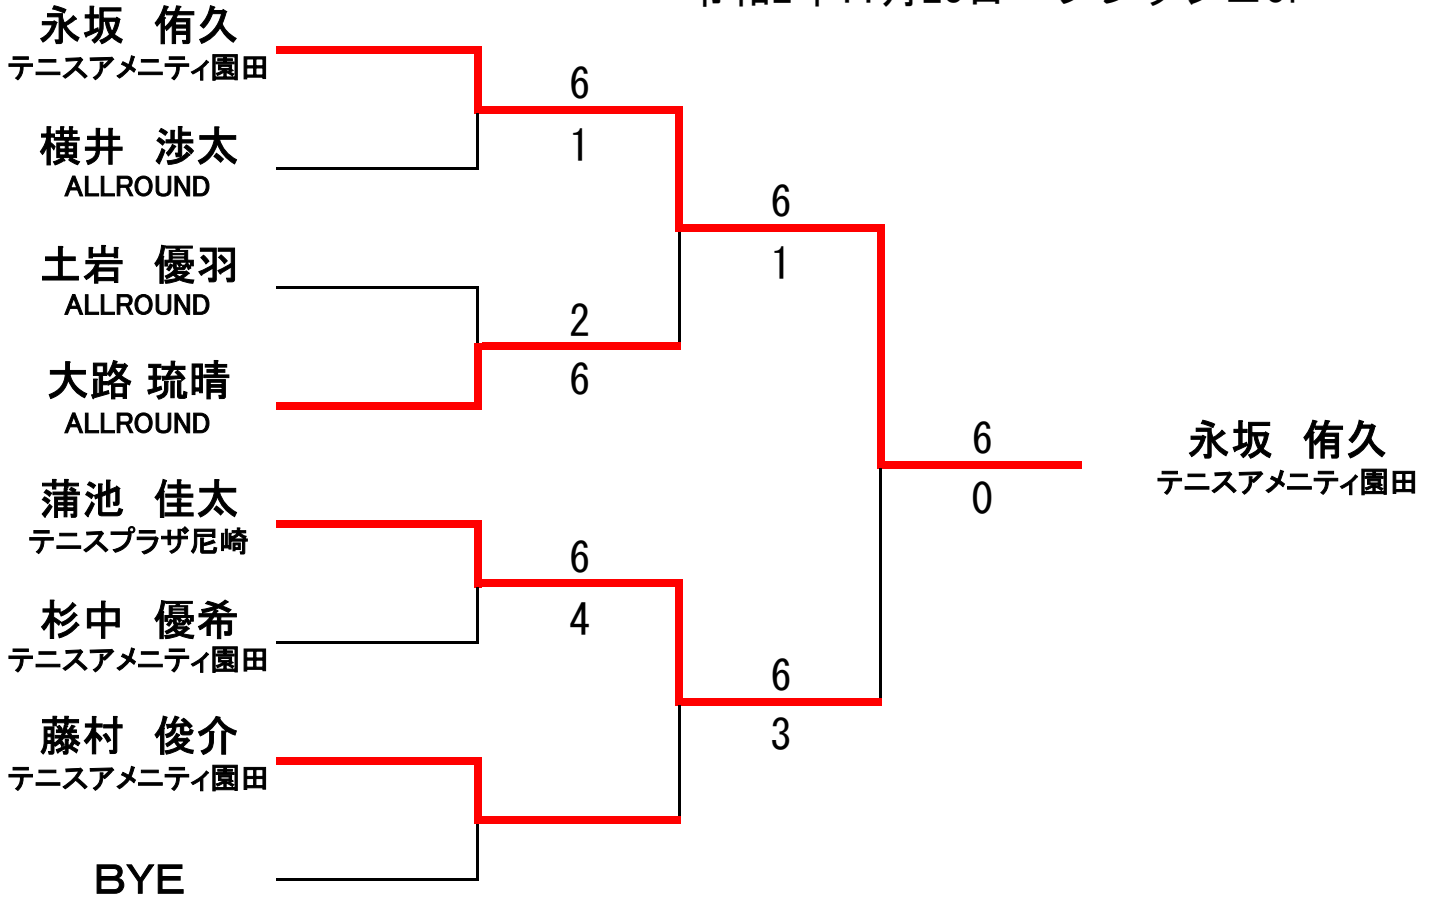 永坂 侑久
テニスアメニティ園田
横井 渉太
ALLROUND
土岩 優羽
ALLROUND
大路 琉晴
ALLROUND
蒲池 佳太
テニスプラザ尼崎
杉中 優希
テニスアメニティ園田
藤村 俊介
テニスアメニティ園田
BYE
6
1
2
6
6
4
6
1
6
3
6
0
永坂 侑久
テニスアメニティ園田